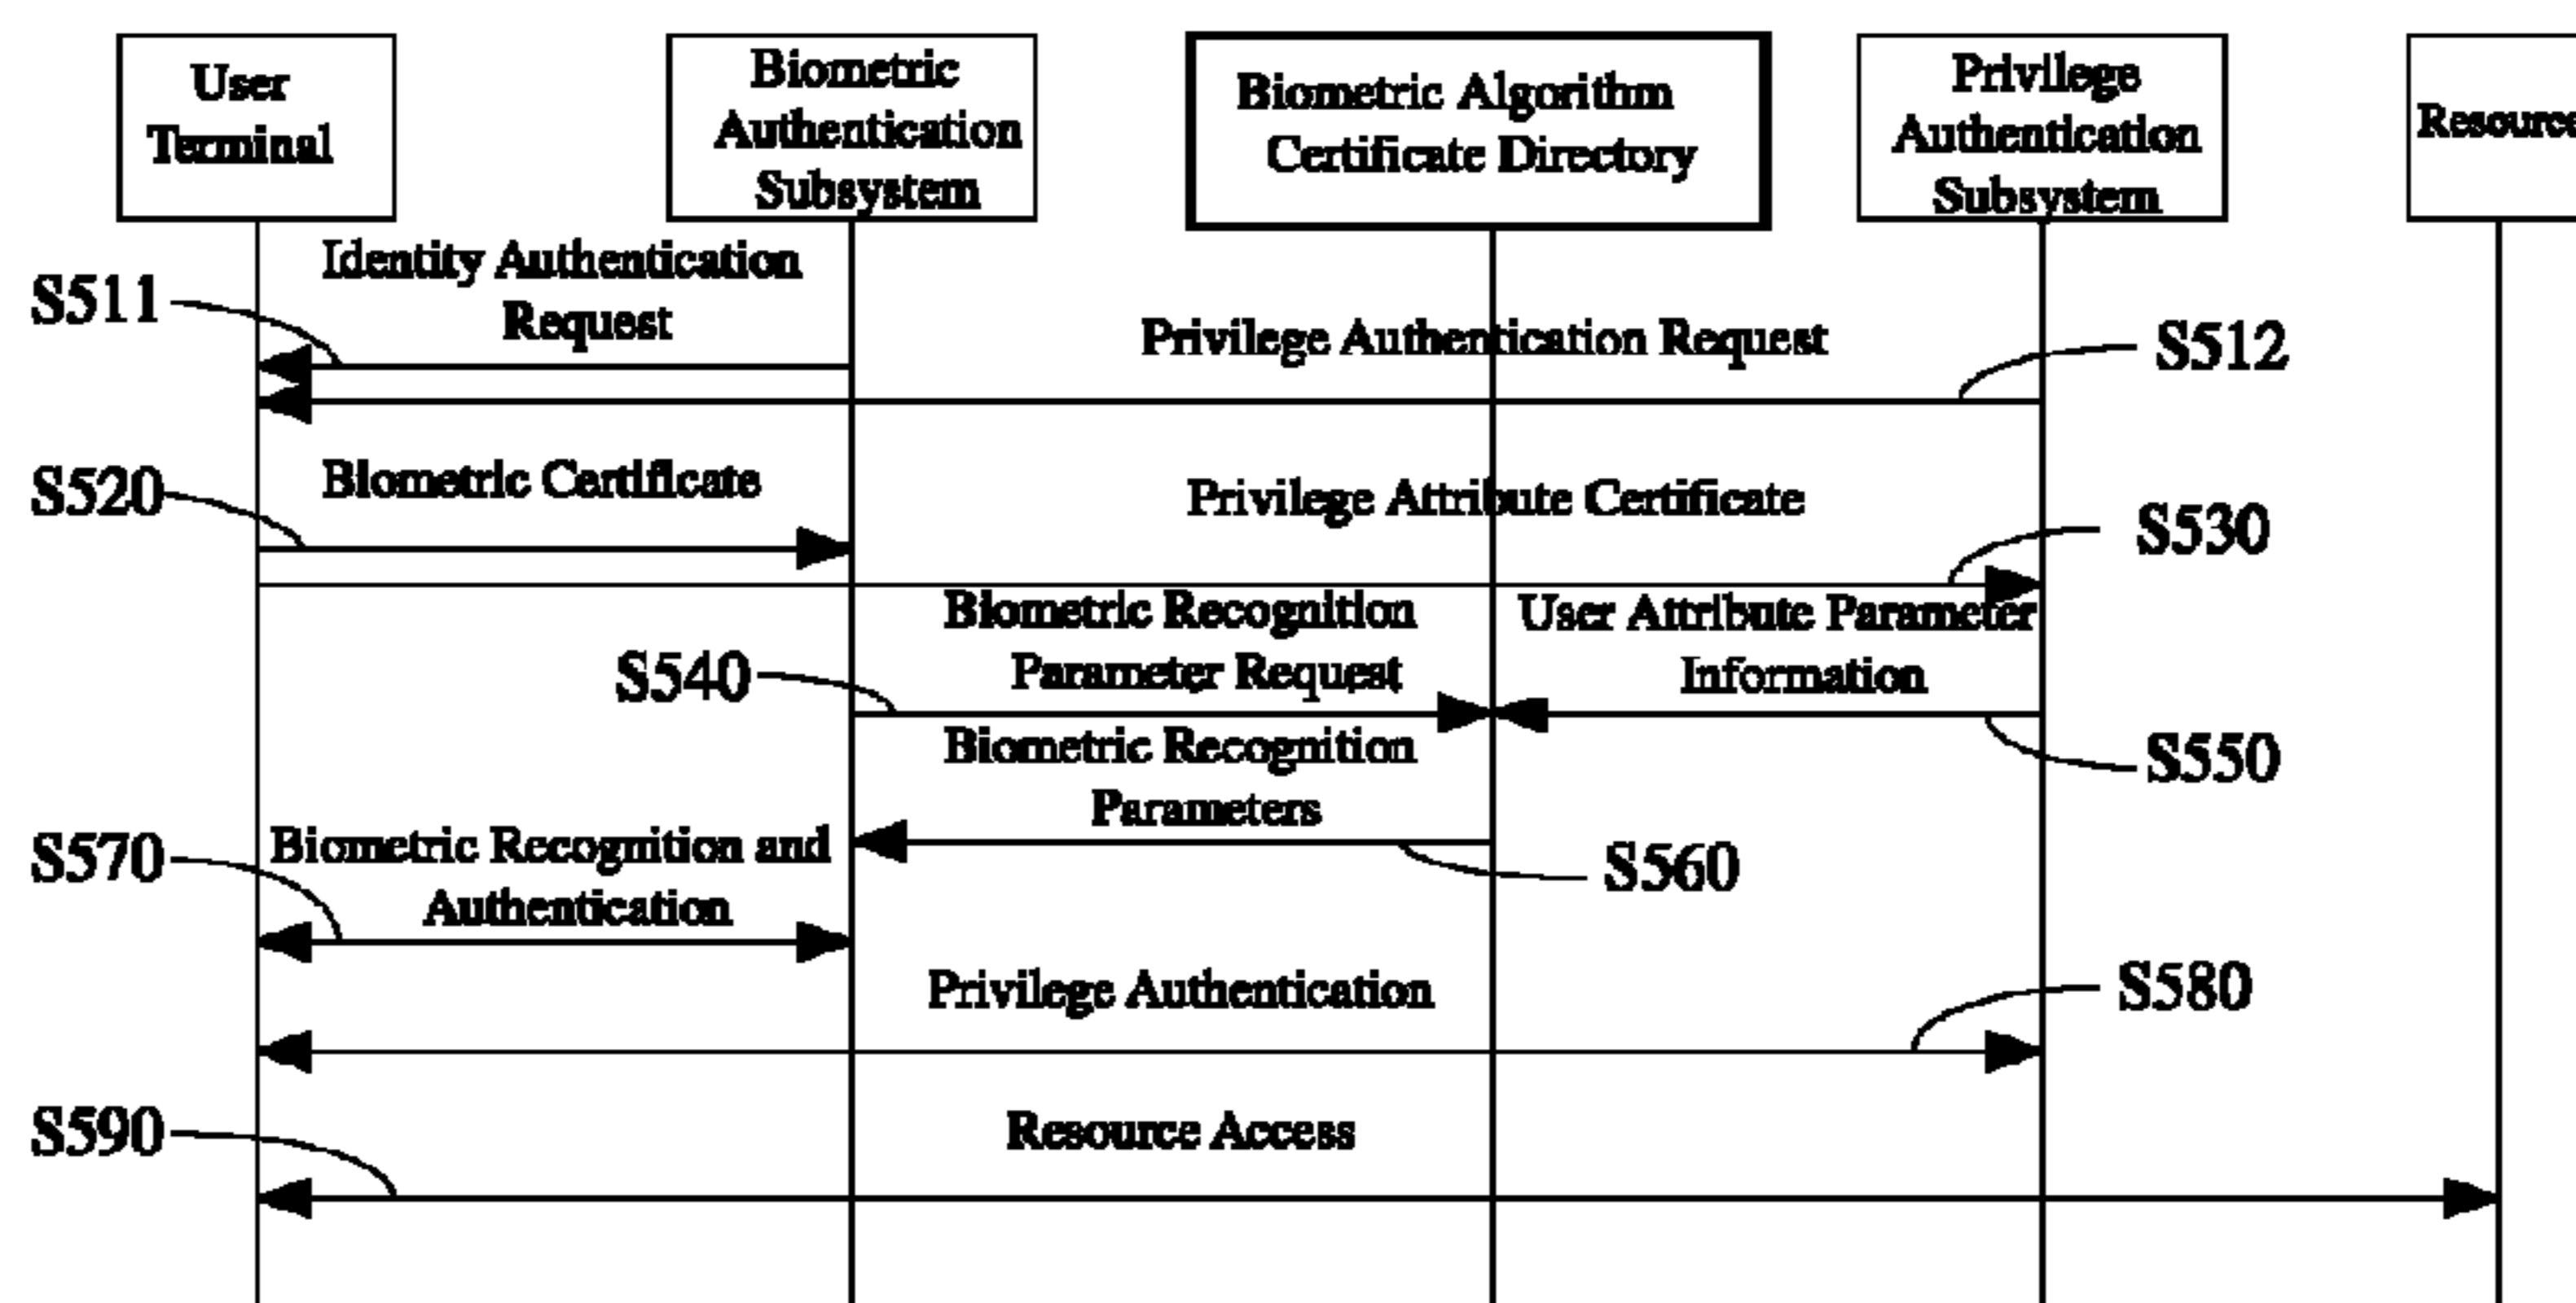 User
Terminal
Biometric
Authentication
Subsystem
Biometric Algorithm
Certificate Directory
Privilege
Authentication
Subsystem
Resource
Identity Authentication
Request
S511
Privilege Authentication Request
S512
Biometric Certificate
S520
Privilege Attribute Certificate
S530
Biometric Recognition
Parameter Request
User Attribute Parameter
Information
S540
Biometric Recognition
Parameters
S550
Biometric Recognition and
Authentication
S570
S560
Privilege Authentication
S580
Resource Access
S590